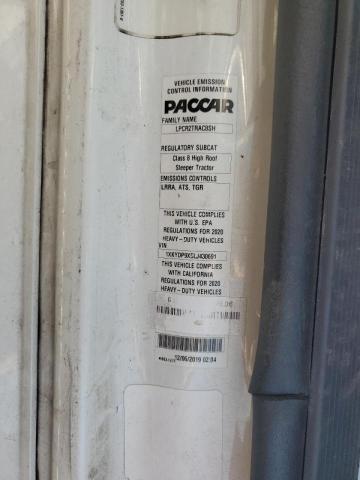 VEHICLE EMISSION
CONTROL INFORMATION
PACCAR
FAMILY NAME
LPCR2TRAC8SH
REGULATORY SUBCAT
Class 8 High Roof
Sleeper Tractor
EMISSIONS CONTROLS
LRRA, ATS, TGR
THIS VEHICLE COMPLIES
WITH U.S. EPA
REGULATIONS FOR 2020
HEAVY-DUTY VEHICLES
VIN
1XKYDP9X5LJ430691
THIS VEHICLE COMPLIES
WITH CALIFORNIA
REGULATIONS FOR 2020
HEAVY-DUTY VEHICLES
12/06/2019 02:04